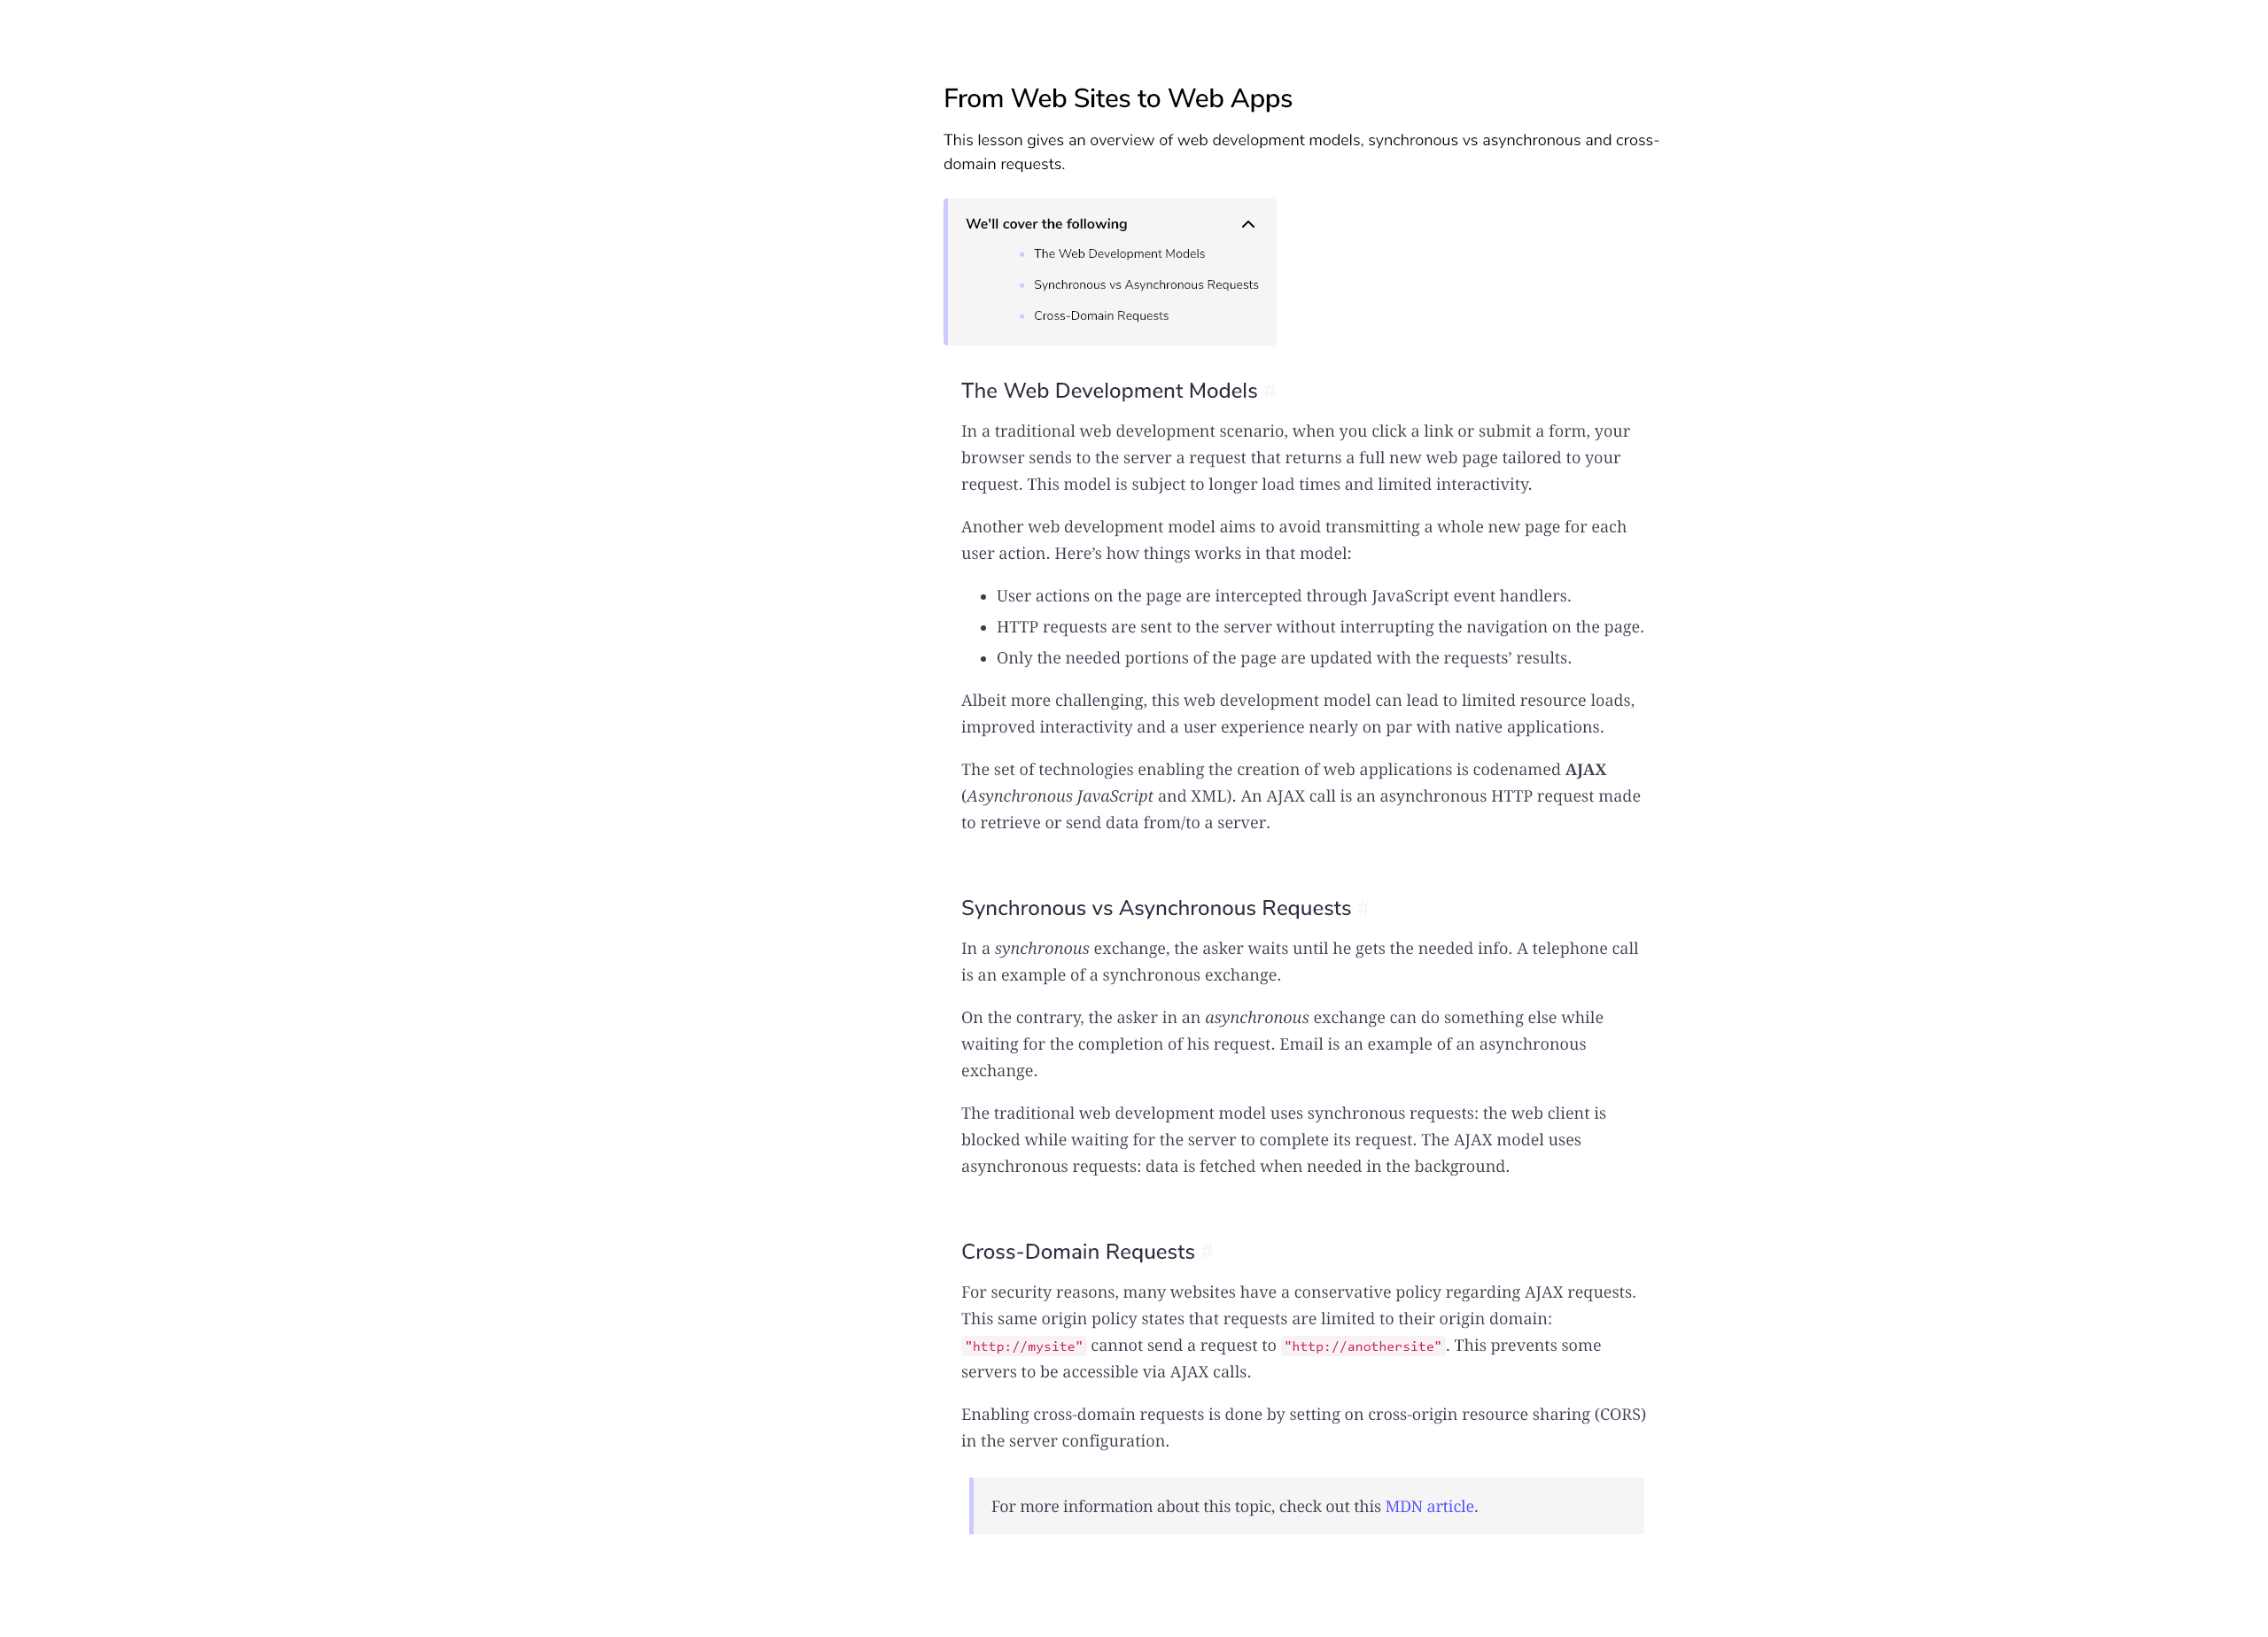 From Web Sites to Web Apps
This lesson gives an overview of web development models, synchronous vs asynchronous and cross-
domain requests.
We'll cover the following
The Web Development Models
Synchronous vs Asynchronous Requests
Cross-Domain Requests
The Web Development Models #
In a traditional web development scenario, when you click a link or submit a form, your
browser sends to the server a request that returns a full new web page tailored to your
request. This model is subject to longer load times and limited interactivity.
Another web development model aims to avoid transmitting a whole new page for each
user action. Here’s how things works in that model:
• User actions on the page are intercepted through JavaScript event handlers.
• HTTP requests are sent to the server without interrupting the navigation on the page.
• Only the needed portions of the page are updated with the requests’ results.
Albeit more challenging, this web development model can lead to limited resource loads,
improved interactivity and a user experience nearly on par with native applications.
The set of technologies enabling the creation of web applications is codenamed AJAX
(Asynchronous JavaScript and XML). An AJAX call is an asynchronous HTTP request made
to retrieve or send data from/to a server.
Synchronous vs Asynchronous Requests #
In a synchronous exchange, the asker waits until he gets the needed info. A telephone call
is an example of a synchronous exchange.
On the contrary, the asker in an asynchronous exchange can do something else while
waiting for the completion of his request. Email is an example of an asynchronous
exchange.
The traditional web development model uses synchronous requests: the web client is
blocked while waiting for the server to complete its request. The AJAX model uses
asynchronous requests: data is fetched when needed in the background.
Cross-Domain Requests #
For security reasons, many websites have a conservative policy regarding AJAX requests.
This same origin policy states that requests are limited to their origin domain:
"http://mysite" cannot send a request to "http://anothersite". This prevents some
servers to be accessible via AJAX calls.
Enabling cross-domain requests is done by setting on cross-origin resource sharing (CORS)
in the server configuration.
For more information about this topic, check out this MDN article.